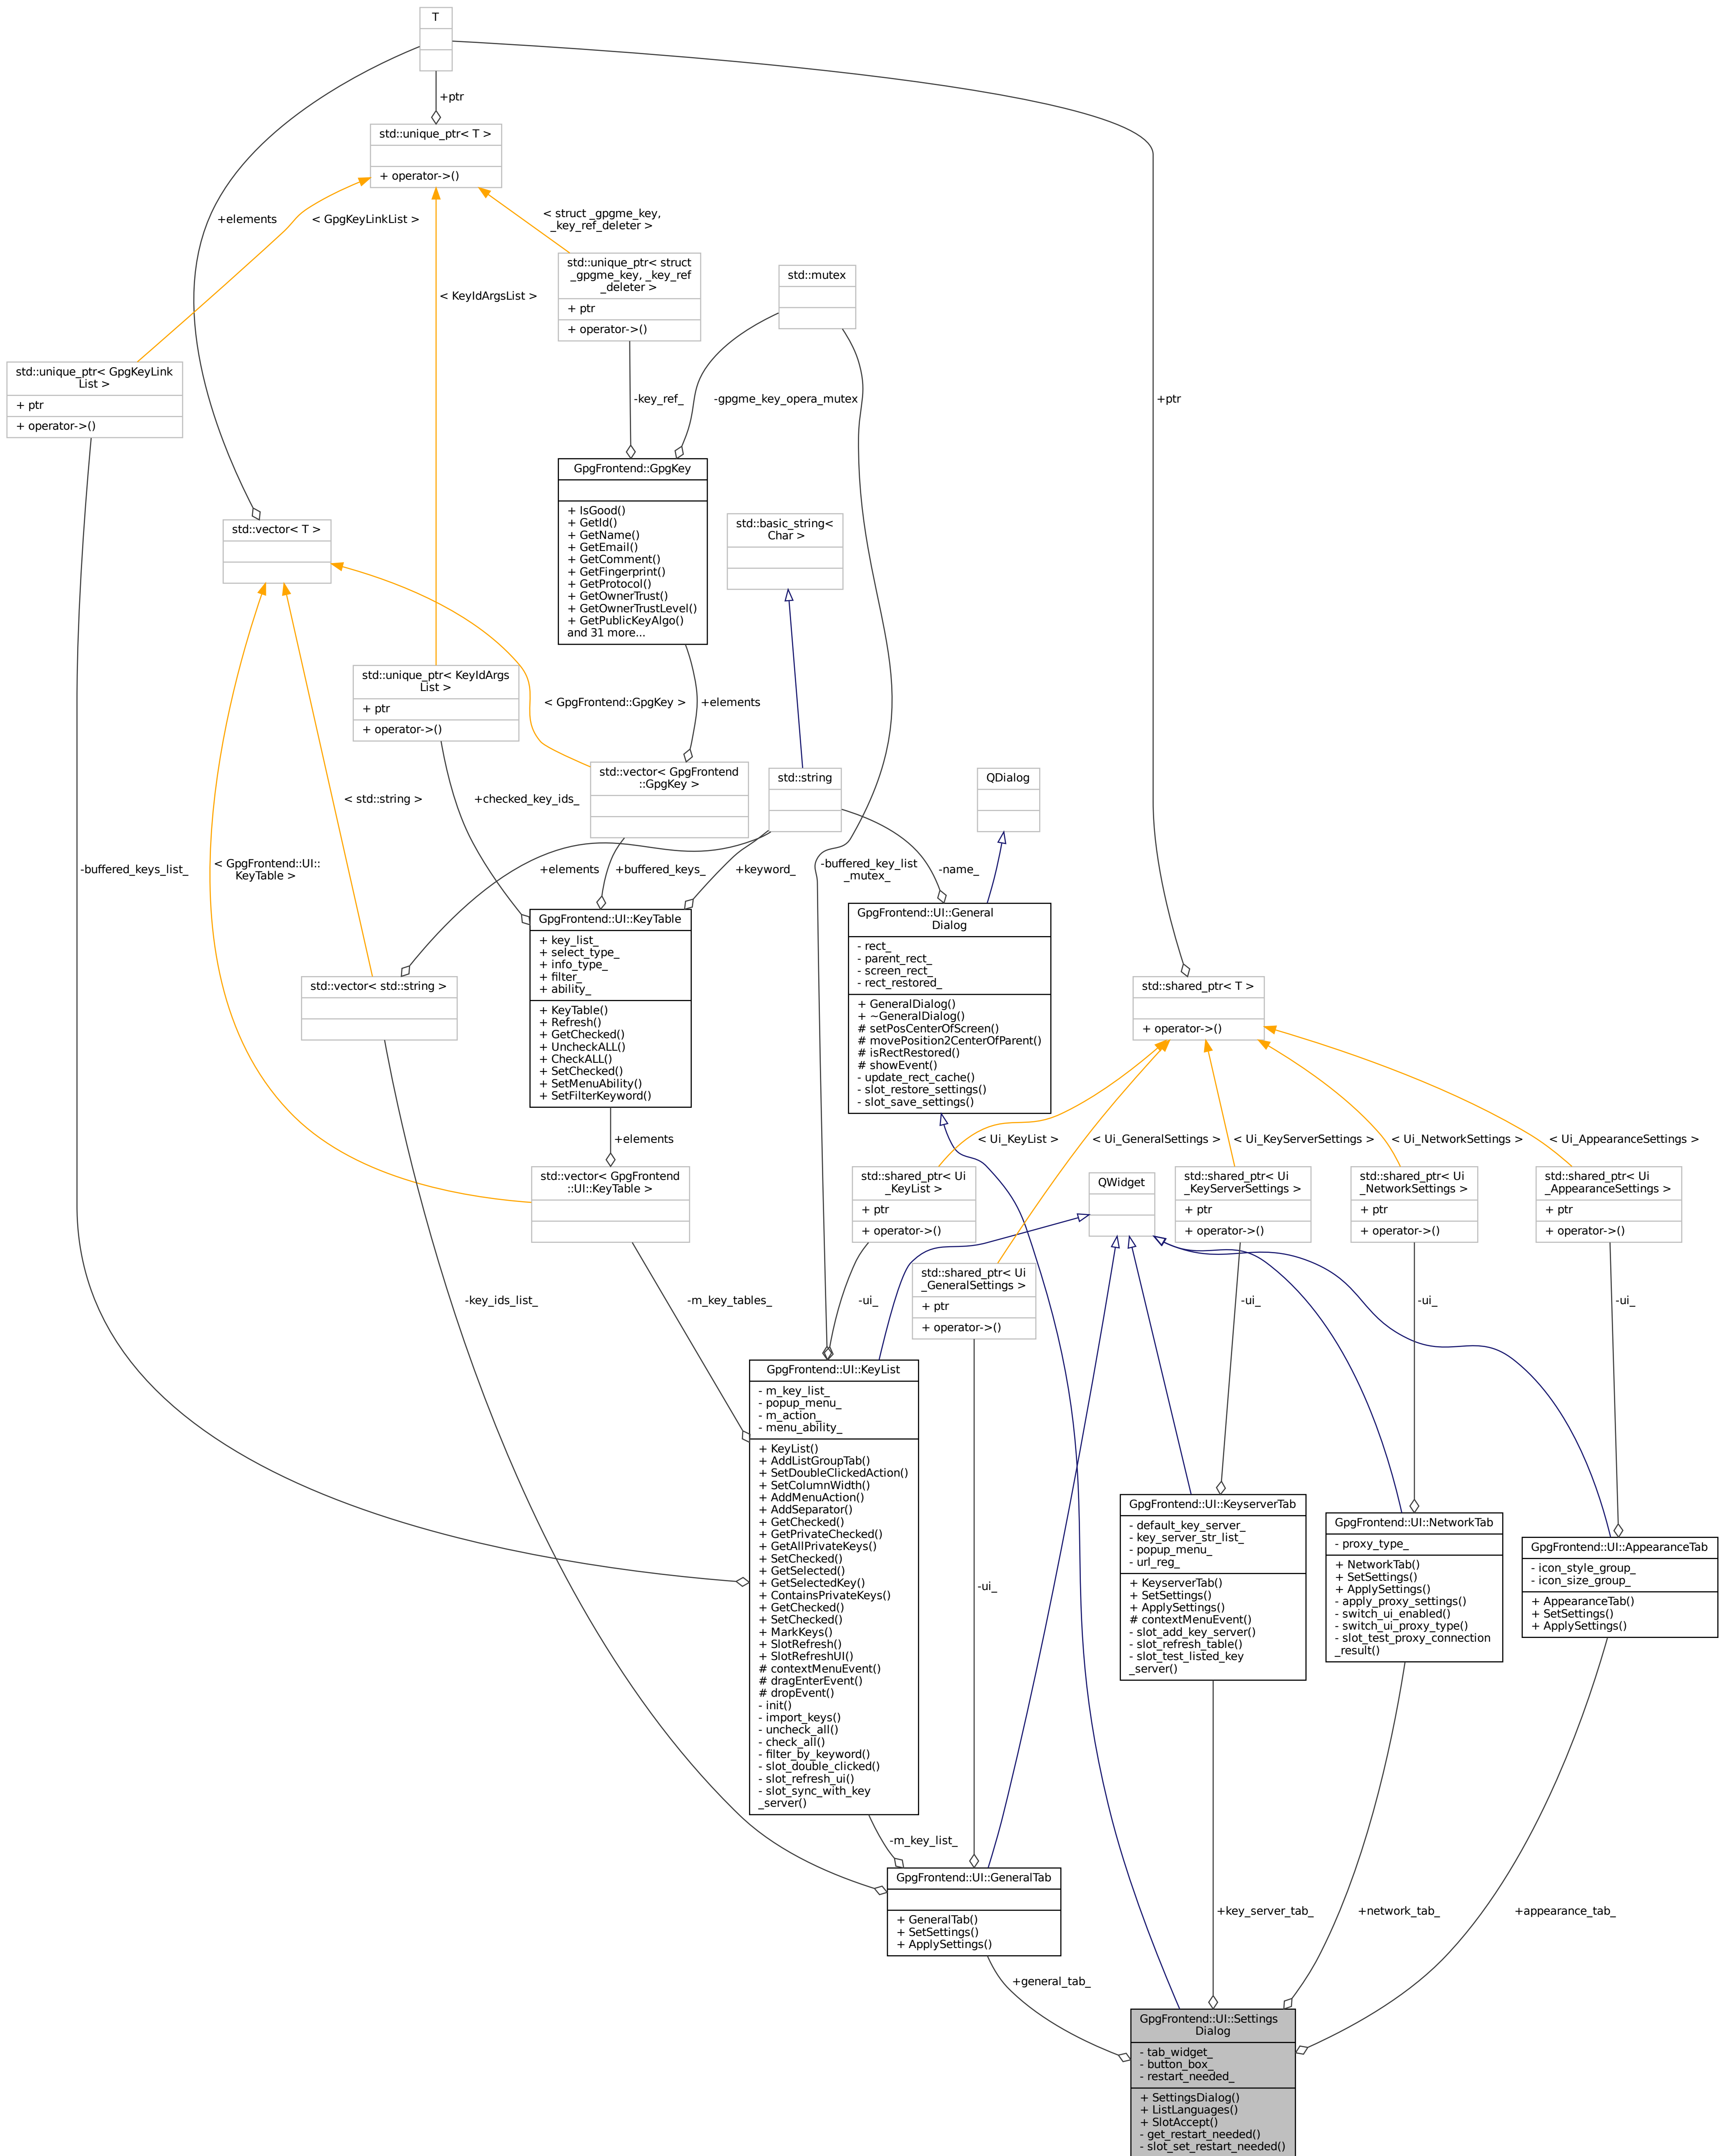 T
+ptr
std::unique_ptr< T >
+ operator->()
+elements
< GpgKeyLinkList >
< struct _gpgme_key,
_key_ref_deleter >
< KeyIdArgsList >
std::unique_ptr< struct
_gpgme_key, _key_ref
_deleter >
+ ptr
+ operator->()
std::mutex
std::unique_ptr< GpgKeyLink
List >
+ ptr
+ operator->()
-key_ref_
-gpgme_key_opera_mutex
+ptr
GpgFrontend::GpgKey
+ IsGood()
+ GetId()
+ GetName()
+ GetEmail()
+ GetComment()
+ GetFingerprint()
+ GetProtocol()
+ GetOwnerTrust()
+ GetOwnerTrustLevel()
+ GetPublicKeyAlgo()
and 31 more...
std::vector< T >
std::basic_string<
Char >
std::unique_ptr< KeyIdArgs
List >
+ ptr
+ operator->()
< GpgFrontend::GpgKey >
+elements
std::vector< GpgFrontend
::GpgKey >
std::string
QDialog
< std::string >
+checked_key_ids_
-buffered_keys_list_
< GpgFrontend::UI::
KeyTable >
+elements
+buffered_keys_
+keyword_
-buffered_key_list
_mutex_
-name_
GpgFrontend::UI::KeyTable
+ key_list_
+ select_type_
+ info_type_
+ filter_
+ ability_
+ KeyTable()
+ Refresh()
+ GetChecked()
+ UncheckALL()
+ CheckALL()
+ SetChecked()
+ SetMenuAbility()
+ SetFilterKeyword()
GpgFrontend::UI::General
Dialog
- rect_
- parent_rect_
- screen_rect_
- rect_restored_
+ GeneralDialog()
+ ~GeneralDialog()
# setPosCenterOfScreen()
# movePosition2CenterOfParent()
# isRectRestored()
# showEvent()
- update_rect_cache()
- slot_restore_settings()
- slot_save_settings()
std::vector< std::string >
std::shared_ptr< T >
+ operator->()
+elements
< Ui_KeyList >
< Ui_GeneralSettings >
< Ui_KeyServerSettings >
< Ui_NetworkSettings >
< Ui_AppearanceSettings >
std::vector< GpgFrontend
::UI::KeyTable >
std::shared_ptr< Ui
_KeyList >
+ ptr
+ operator->()
QWidget
std::shared_ptr< Ui
_KeyServerSettings >
+ ptr
+ operator->()
std::shared_ptr< Ui
_NetworkSettings >
+ ptr
+ operator->()
std::shared_ptr< Ui
_AppearanceSettings >
+ ptr
+ operator->()
std::shared_ptr< Ui
_GeneralSettings >
+ ptr
+ operator->()
-key_ids_list_
-m_key_tables_
-ui_
-ui_
-ui_
-ui_
GpgFrontend::UI::KeyList
- m_key_list_
- popup_menu_
- m_action_
- menu_ability_
+ KeyList()
+ AddListGroupTab()
+ SetDoubleClickedAction()
+ SetColumnWidth()
+ AddMenuAction()
+ AddSeparator()
+ GetChecked()
+ GetPrivateChecked()
+ GetAllPrivateKeys()
+ SetChecked()
+ GetSelected()
+ GetSelectedKey()
+ ContainsPrivateKeys()
+ GetChecked()
+ SetChecked()
+ MarkKeys()
+ SlotRefresh()
+ SlotRefreshUI()
# contextMenuEvent()
# dragEnterEvent()
# dropEvent()
- init()
- import_keys()
- uncheck_all()
- check_all()
- filter_by_keyword()
- slot_double_clicked()
- slot_refresh_ui()
- slot_sync_with_key
_server()
-ui_
GpgFrontend::UI::KeyserverTab
- default_key_server_
- key_server_str_list_
- popup_menu_
- url_reg_
+ KeyserverTab()
+ SetSettings()
+ ApplySettings()
# contextMenuEvent()
- slot_add_key_server()
- slot_refresh_table()
- slot_test_listed_key
_server()
GpgFrontend::UI::NetworkTab
- proxy_type_
+ NetworkTab()
+ SetSettings()
+ ApplySettings()
- apply_proxy_settings()
- switch_ui_enabled()
- switch_ui_proxy_type()
- slot_test_proxy_connection
_result()
GpgFrontend::UI::AppearanceTab
- icon_style_group_
- icon_size_group_
+ AppearanceTab()
+ SetSettings()
+ ApplySettings()
-m_key_list_
GpgFrontend::UI::GeneralTab
+ GeneralTab()
+ SetSettings()
+ ApplySettings()
+key_server_tab_
+network_tab_
+appearance_tab_
+general_tab_
GpgFrontend::UI::Settings
Dialog
- tab_widget_
- button_box_
- restart_needed_
+ SettingsDialog()
+ ListLanguages()
+ SlotAccept()
- get_restart_needed()
- slot_set_restart_needed()